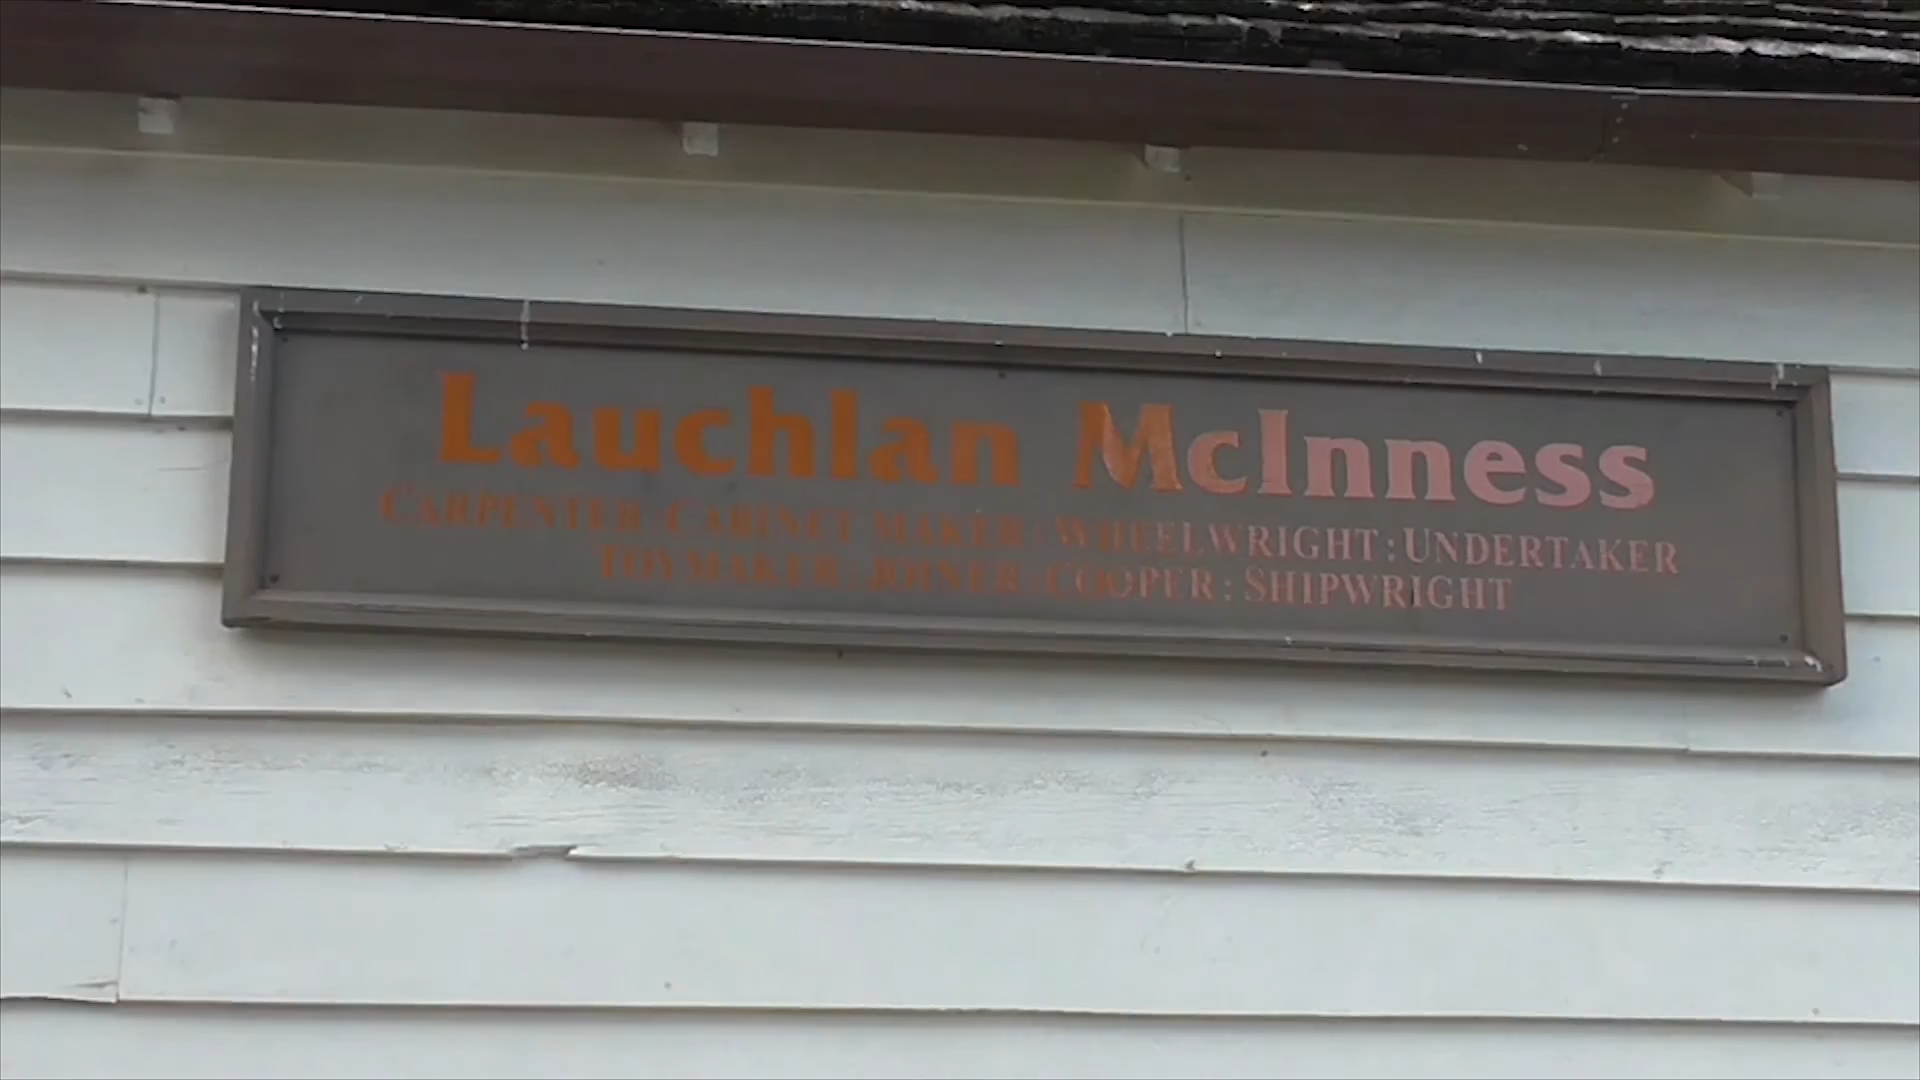 Lauchlan McInness
CARPENTER : CABINET MAKER : WHEELWRIGHT : UNDERTAKER
TOYMAKER : JOINER : COOPER : SHIPWRIGHT